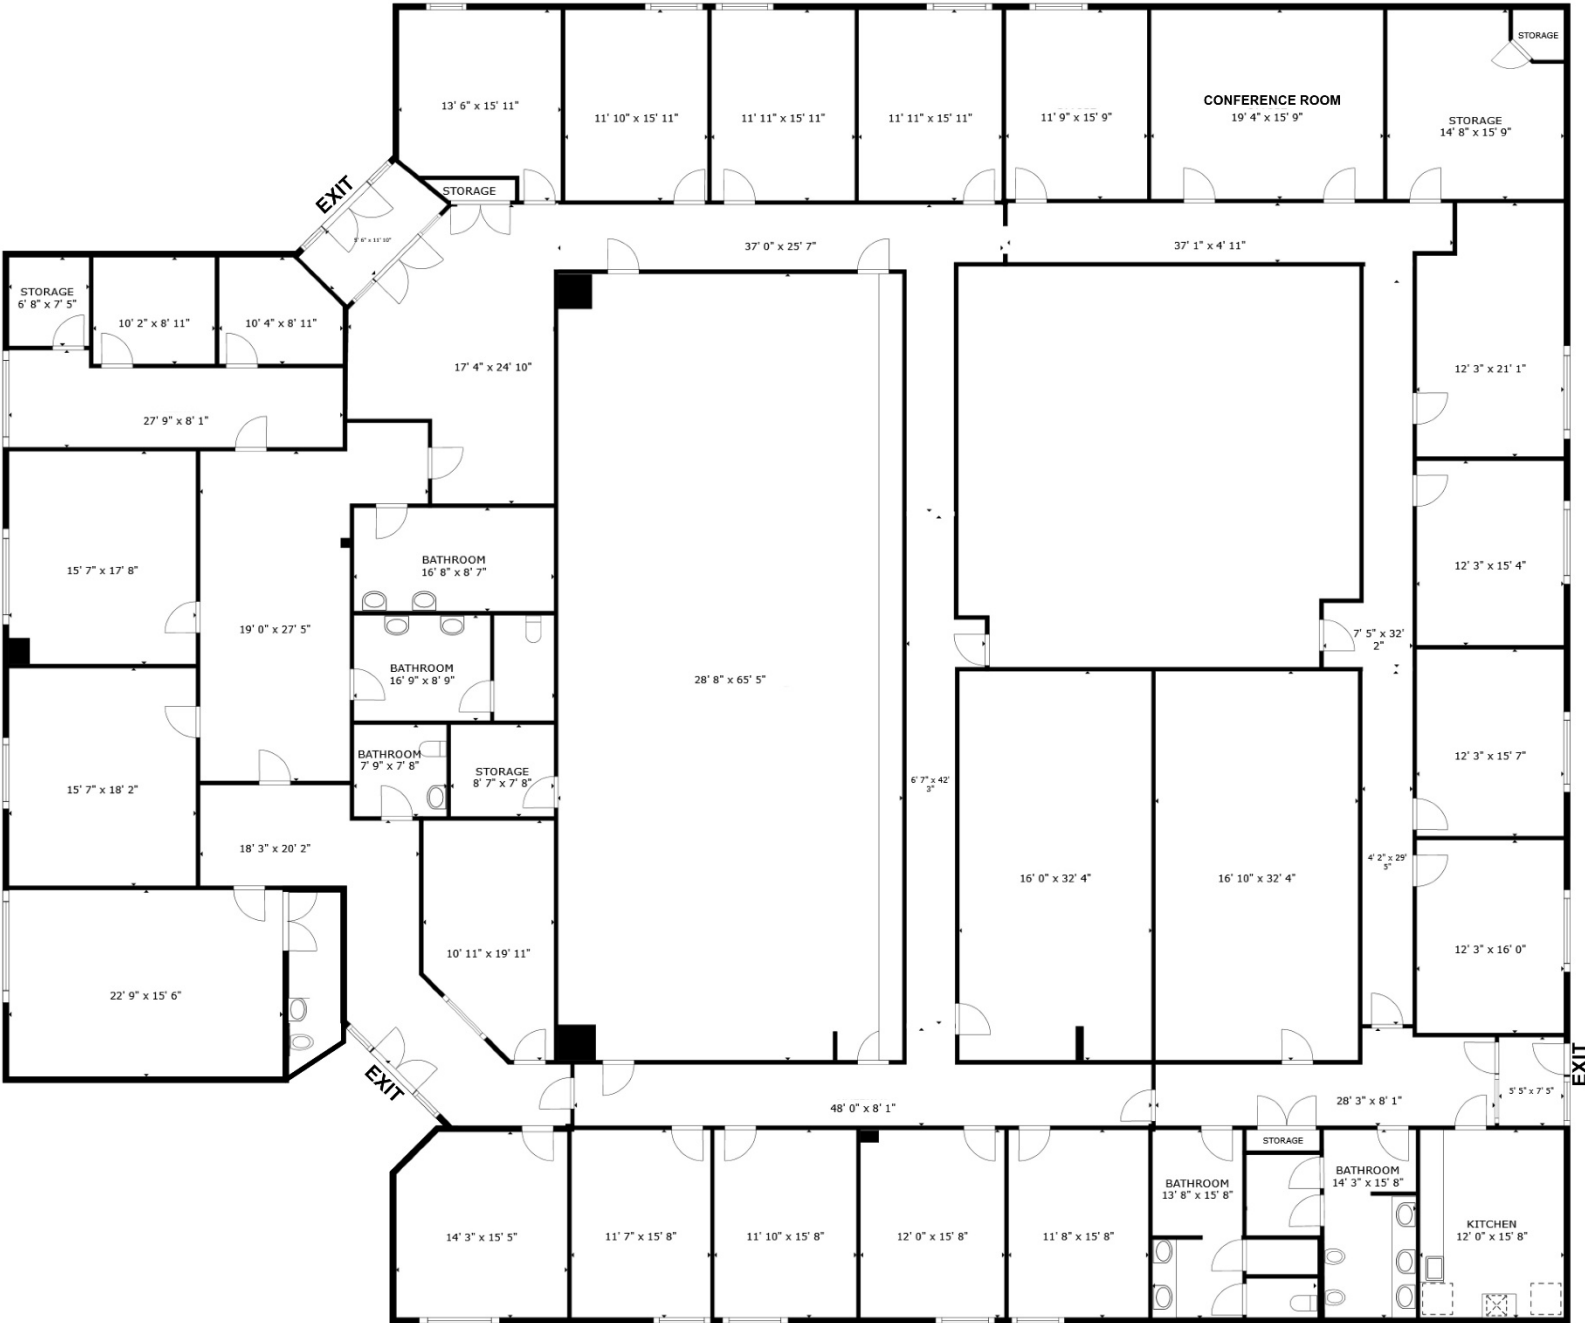 STORAGE
13' 6" x 15' 11"
11' 10" x 15' 11"
11' 11" x 15' 11"
11' 11" x 15' 11"
11' 9" x 15' 9"
CONFERENCE ROOM
19' 4" x 15' 9"
STORAGE
14' 8" x 15' 9"
EXIT
STORAGE
5' 6" x 11' 10"
37' 0" x 25' 7"
37' 1" x 4' 11"
STORAGE
6' 8" x 7' 5"
10' 2" x 8' 11"
10' 4" x 8' 11"
17' 4" x 24' 10"
12' 3" x 21' 1"
27' 9" x 8' 1"
15' 7" x 17' 8"
BATHROOM
16' 8" x 8' 7"
12' 3" x 15' 4"
19' 0" x 27' 5"
7' 5" x 32'
2"
BATHROOM
16' 9" x 8' 9"
28' 8" x 65' 5"
BATHROOM
7' 9" x 7' 8"
STORAGE
8' 7" x 7' 8"
12' 3" x 15' 7"
15' 7" x 18' 2"
6' 7" x 42'
3"
18' 3" x 20' 2"
16' 0" x 32' 4"
16' 10" x 32' 4"
4' 2" x 29'
5"
10' 11" x 19' 11"
12' 3" x 16' 0"
22' 9" x 15' 6"
EXIT
EXIT
5' 5" x 7' 5"
48' 0" x 8' 1"
28' 3" x 8' 1"
STORAGE
BATHROOM
13' 8" x 15' 8"
BATHROOM
14' 3" x 15' 8"
14' 3" x 15' 5"
11' 7" x 15' 8"
11' 10" x 15' 8"
12' 0" x 15' 8"
11' 8" x 15' 8"
KITCHEN
12' 0" x 15' 8"